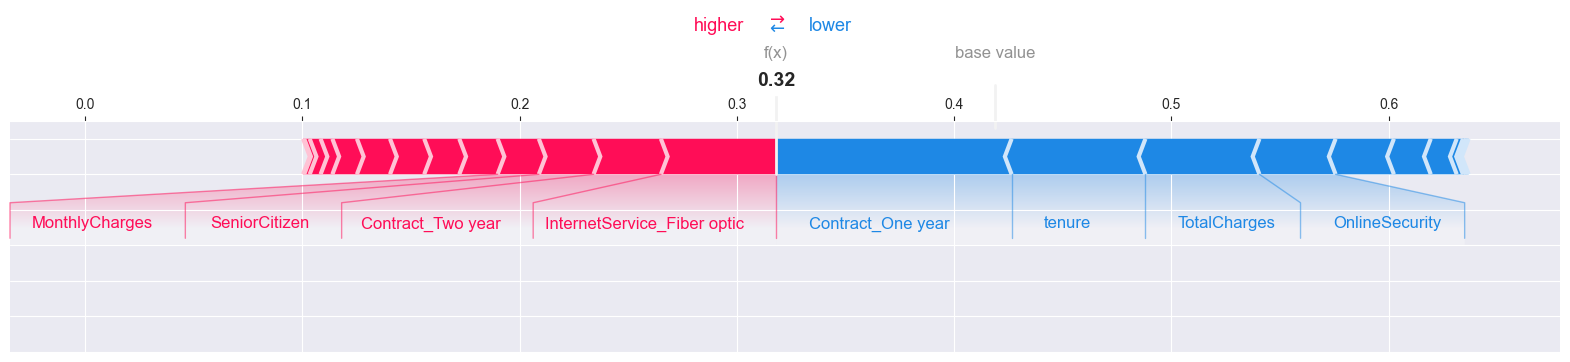 higher ⇄ lower
f(x) base value
0.32
0.0 0.1 0.2 0.3 0.4 0.5 0.6
MonthlyCharges SeniorCitizen Contract_Two year InternetService_Fiber optic Contract_One year tenure TotalCharges OnlineSecurity